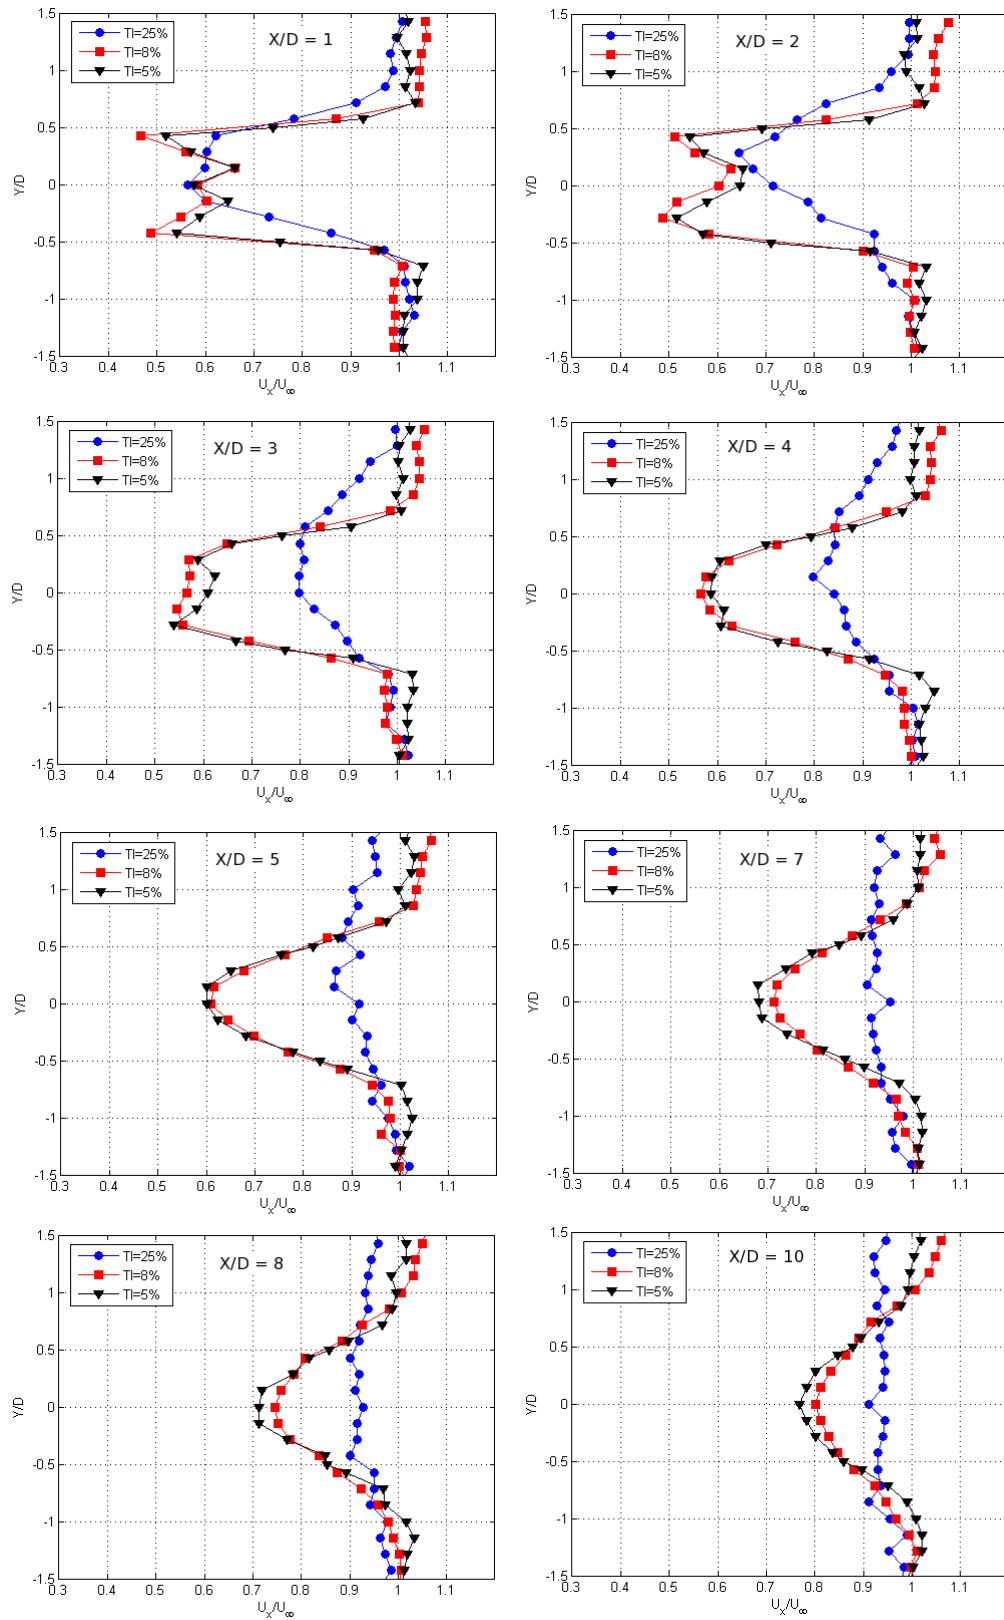 X/D = 1
TI=25%
TI=8%
TI=5%
1.5
1
0.5
0
-0.5
-1
-1.5
Y/D
0.3 0.4 0.5 0.6 0.7 0.8 0.9 1 1.1
Uₓ/U∞
X/D = 2
TI=25%
TI=8%
TI=5%
1.5
1
0.5
0
-0.5
-1
-1.5
Y/D
0.3 0.4 0.5 0.6 0.7 0.8 0.9 1 1.1
Uₓ/U∞
X/D = 3
TI=25%
TI=8%
TI=5%
1.5
1
0.5
0
-0.5
-1
-1.5
Y/D
0.3 0.4 0.5 0.6 0.7 0.8 0.9 1 1.1
Uₓ/U∞
X/D = 4
TI=25%
TI=8%
TI=5%
1.5
1
0.5
0
-0.5
-1
-1.5
Y/D
0.3 0.4 0.5 0.6 0.7 0.8 0.9 1 1.1
Uₓ/U∞
X/D = 5
TI=25%
TI=8%
TI=5%
1.5
1
0.5
0
-0.5
-1
-1.5
Y/D
0.3 0.4 0.5 0.6 0.7 0.8 0.9 1 1.1
Uₓ/U∞
X/D = 7
TI=25%
TI=8%
TI=5%
1.5
1
0.5
0
-0.5
-1
-1.5
Y/D
0.3 0.4 0.5 0.6 0.7 0.8 0.9 1 1.1
Uₓ/U∞
X/D = 8
TI=25%
TI=8%
TI=5%
1.5
1
0.5
0
-0.5
-1
-1.5
Y/D
0.3 0.4 0.5 0.6 0.7 0.8 0.9 1 1.1
Uₓ/U∞
X/D = 10
TI=25%
TI=8%
TI=5%
1.5
1
0.5
0
-0.5
-1
-1.5
Y/D
0.3 0.4 0.5 0.6 0.7 0.8 0.9 1 1.1
Uₓ/U∞